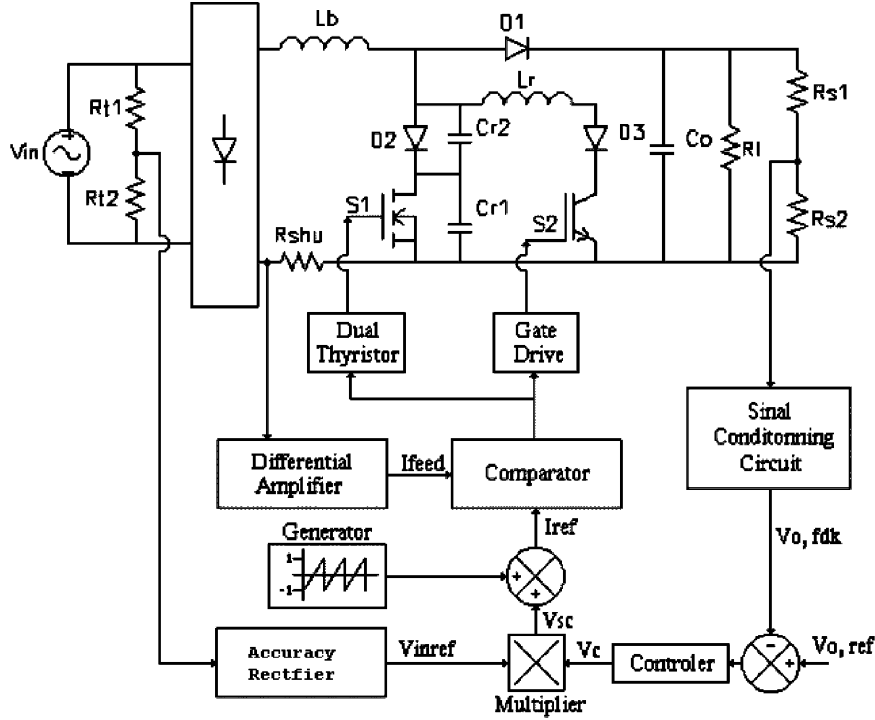 Lb
D1
Rt1
Lr
Rs1
Vin
D2
Cr2
D3
Co
Rl
Rt2
S1
Cr1
S2
Rs2
Rshu
Dual
Thyristor
Gate
Drive
Sinal
Conditonning
Circuit
Differential
Amplifier
Ifeed
Comparator
Generator
1
-1
Iref
Vo, fdk
+
+
Vsc
Accuracy
Rectfier
Vinref
Vc
Controler
-
+
Vo, ref
Multiplier